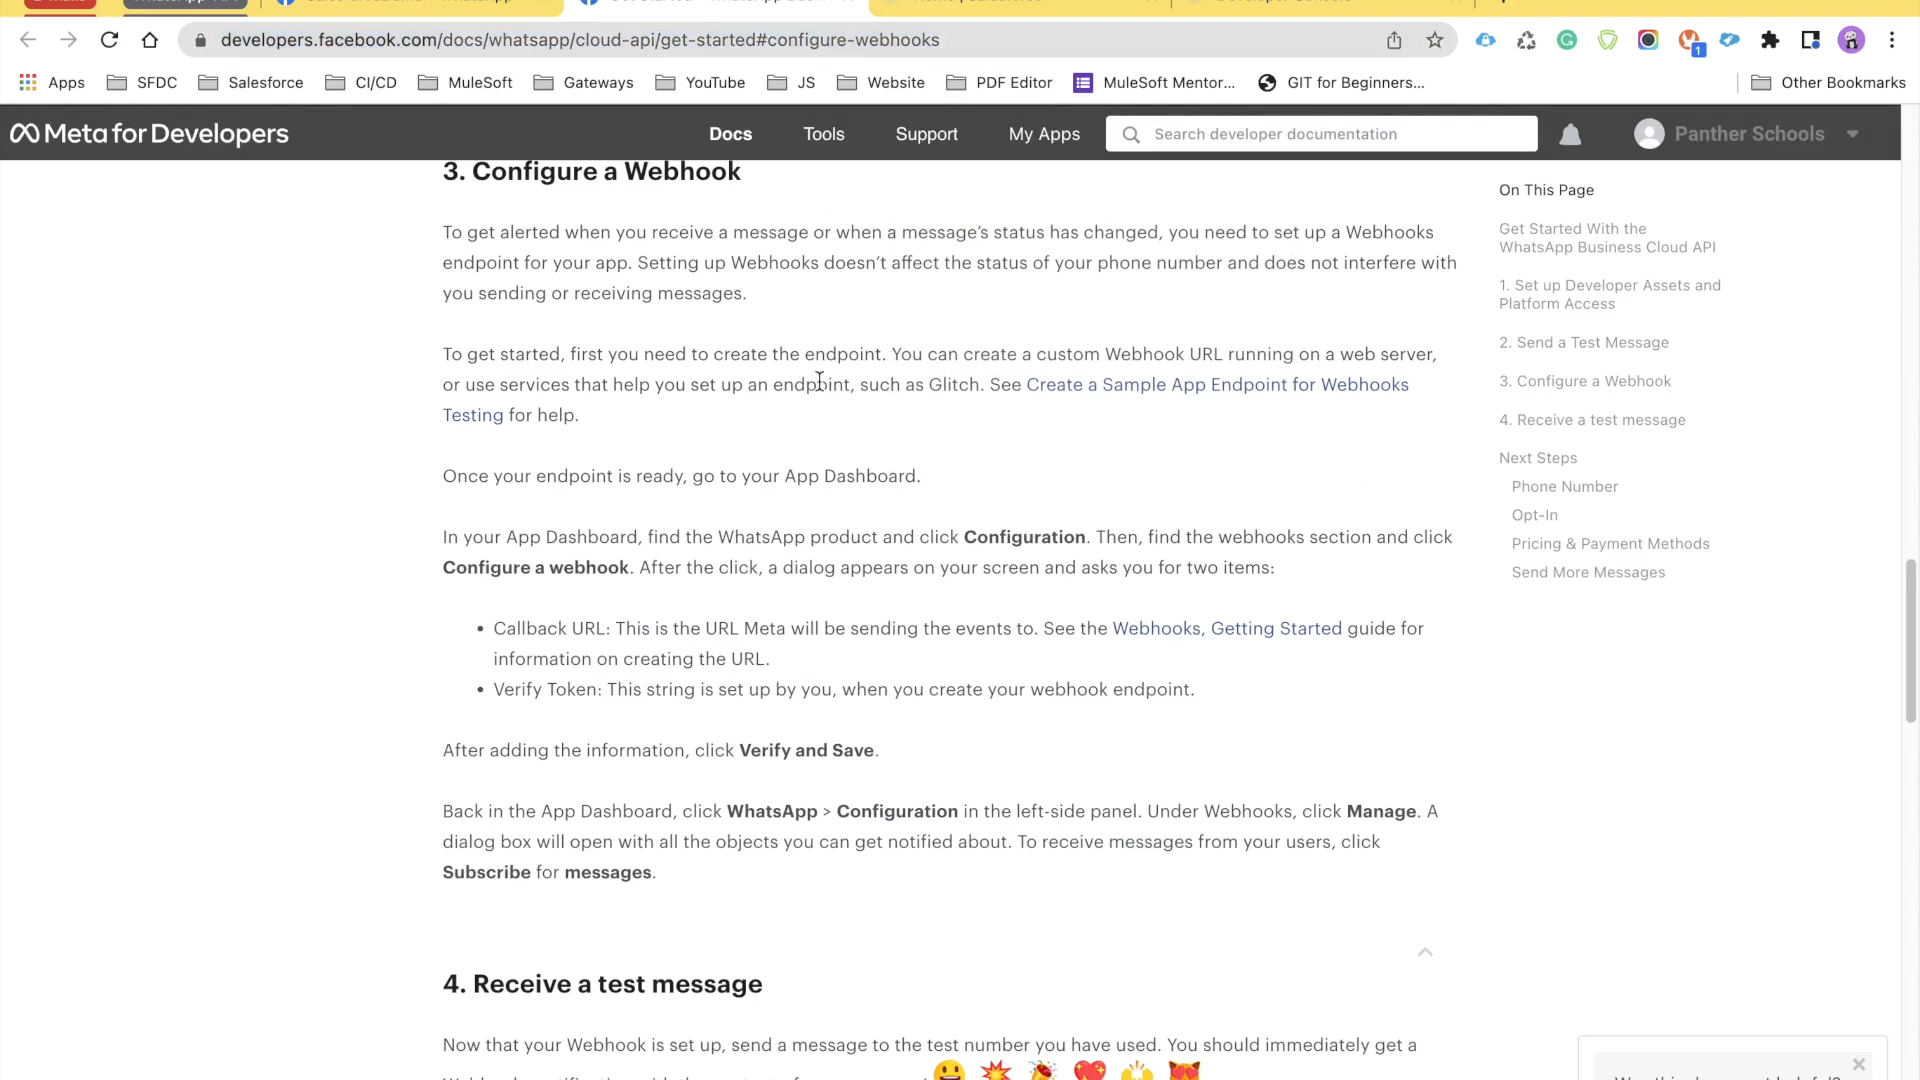 developers.facebook.com/docs/whatsapp/cloud-api/get-started#configure-webhooks
1
Apps SFDC Salesforce CI/CD MuleSoft Gateways YouTube JS Website PDF Editor MuleSoft Mentor... GIT for Beginners... Other Bookmarks
Meta for Developers Docs Tools Support My Apps Search developer documentation Panther Schools
3. Configure a Webhook
To get alerted when you receive a message or when a message's status has changed, you need to set up a Webhooks
endpoint for your app. Setting up Webhooks doesn't affect the status of your phone number and does not interfere with
you sending or receiving messages.
To get started, first you need to create the endpoint. You can create a custom Webhook URL running on a web server,
or use services that help you set up an endpoint, such as Glitch. See Create a Sample App Endpoint for Webhooks
Testing for help.
Once your endpoint is ready, go to your App Dashboard.
In your App Dashboard, find the WhatsApp product and click Configuration. Then, find the webhooks section and click
Configure a webhook. After the click, a dialog appears on your screen and asks you for two items:
• Callback URL: This is the URL Meta will be sending the events to. See the Webhooks, Getting Started guide for
information on creating the URL.
• Verify Token: This string is set up by you, when you create your webhook endpoint.
After adding the information, click Verify and Save.
Back in the App Dashboard, click WhatsApp > Configuration in the left-side panel. Under Webhooks, click Manage. A
dialog box will open with all the objects you can get notified about. To receive messages from your users, click
Subscribe for messages.
4. Receive a test message
Now that your Webhook is set up, send a message to the test number you have used. You should immediately get a
On This Page
Get Started With the
WhatsApp Business Cloud API
1. Set up Developer Assets and
Platform Access
2. Send a Test Message
3. Configure a Webhook
4. Receive a test message
Next Steps
Phone Number
Opt-In
Pricing & Payment Methods
Send More Messages